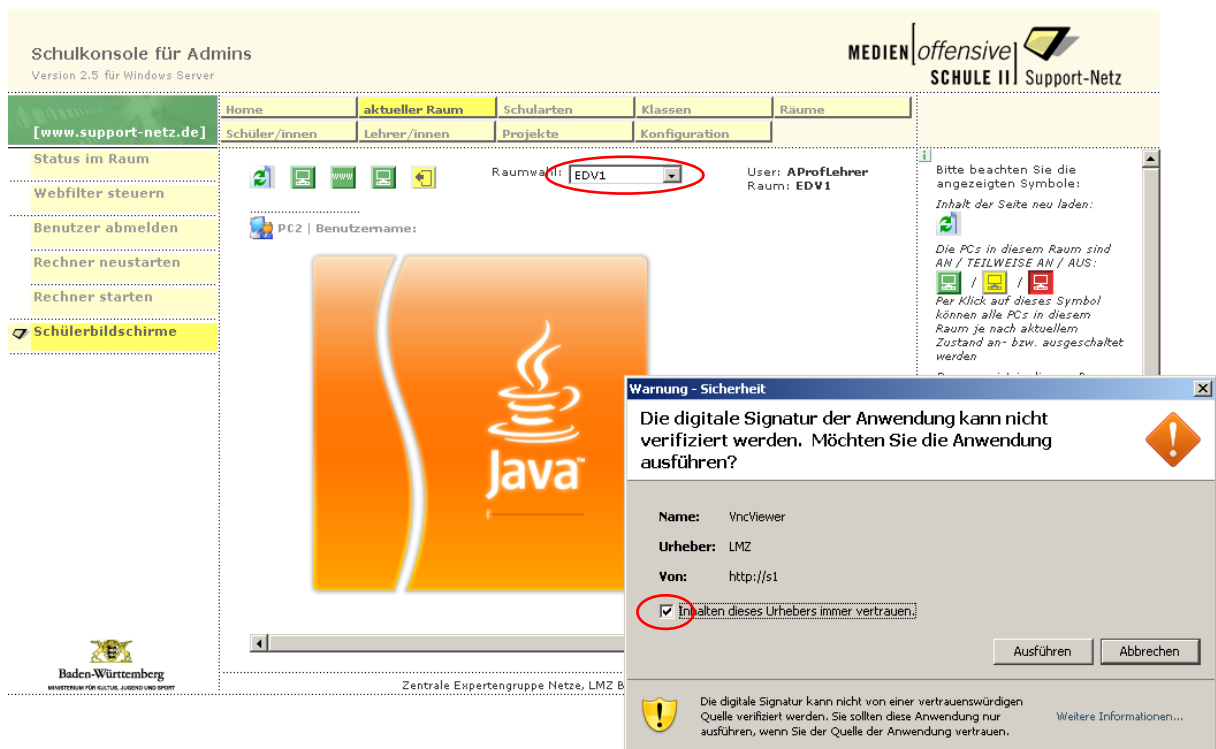 Schulkonsole für Admins
Version 2.5 für Windows Server
MEDIEN offensive
SCHULE II Support-Netz
[www.support-netz.de]
Home aktueller Raum Schularten Klassen Räume
Schüler/innen Lehrer/innen Projekte Konfiguration
Status im Raum
Webfilter steuern
Benutzer abmelden
Rechner neustarten
Rechner starten
Schülerbildschirme
www
Raumwahl: EDV1
User: AProfLehrer
Raum: EDV1
PC2 | Benutzername:
Java™
i
Bitte beachten Sie die
angezeigten Symbole:
Inhalt der Seite neu laden:
Die PCs in diesem Raum sind
AN / TEILWEISE AN / AUS:
/ /
Per Klick auf dieses Symbol
können alle PCs in diesem
Raum je nach aktuellem
Zustand an- bzw. ausgeschaltet
werden
Warnung - Sicherheit
Die digitale Signatur der Anwendung kann nicht
verifiziert werden. Möchten Sie die Anwendung
ausführen?
Name: VncViewer
Urheber: LMZ
Von: http://s1
Inhalten dieses Urhebers immer vertrauen.
Ausführen Abbrechen
Die digitale Signatur kann nicht von einer vertrauenswürdigen
Quelle verifiziert werden. Sie sollten diese Anwendung nur
ausführen, wenn Sie der Quelle der Anwendung vertrauen.
Weitere Informationen...
Baden-Württemberg
MINISTERIUM FÜR KULTUS, JUGEND UND SPORT
Zentrale Expertengruppe Netze, LMZ B